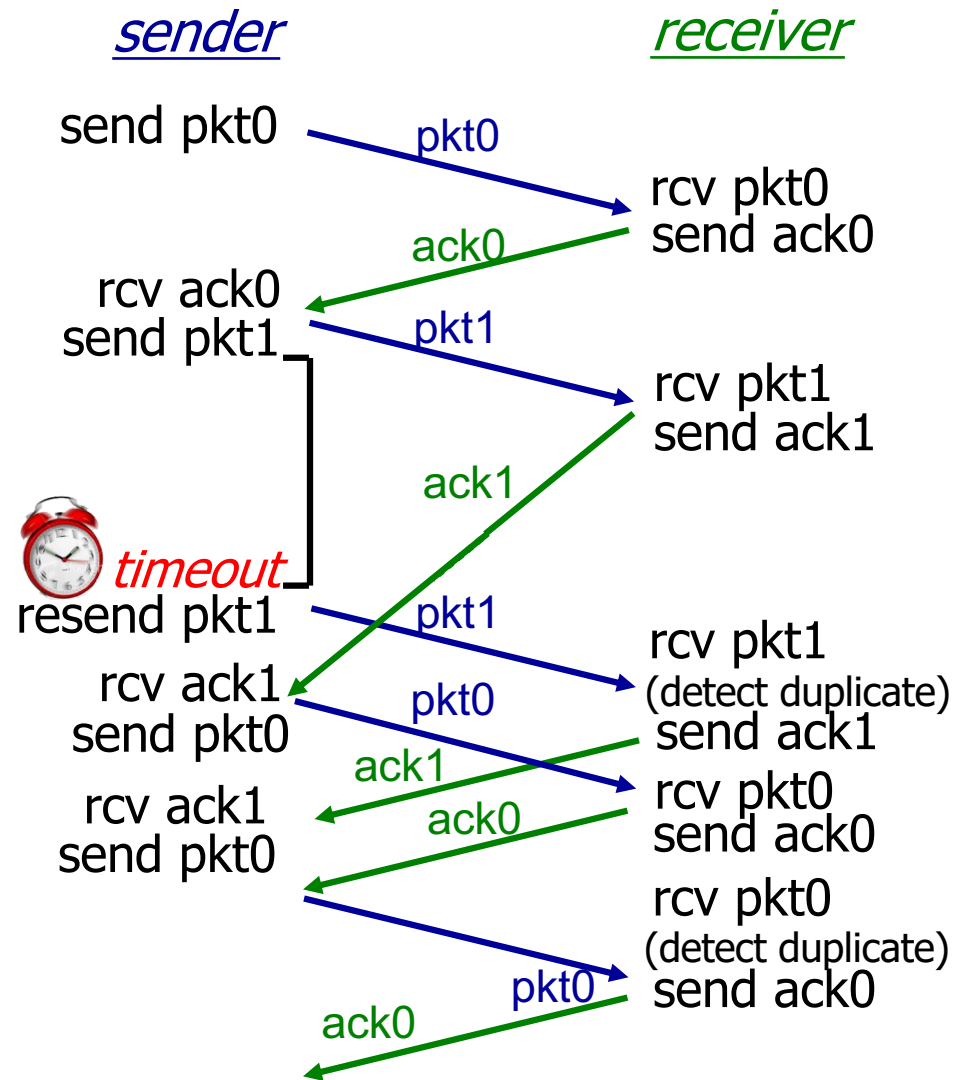 sender
receiver
send pkt0
pkt0
rcv pkt0
send ack0
ack0
rcv ack0
send pkt1
pkt1
rcv pkt1
send ack1
ack1
timeout
resend pkt1
pkt1
rcv pkt1
(detect duplicate)
send ack1
rcv ack1
send pkt0
pkt0
ack1
rcv pkt0
send ack0
rcv ack1
send pkt0
ack0
rcv pkt0
(detect duplicate)
send ack0
pkt0
ack0